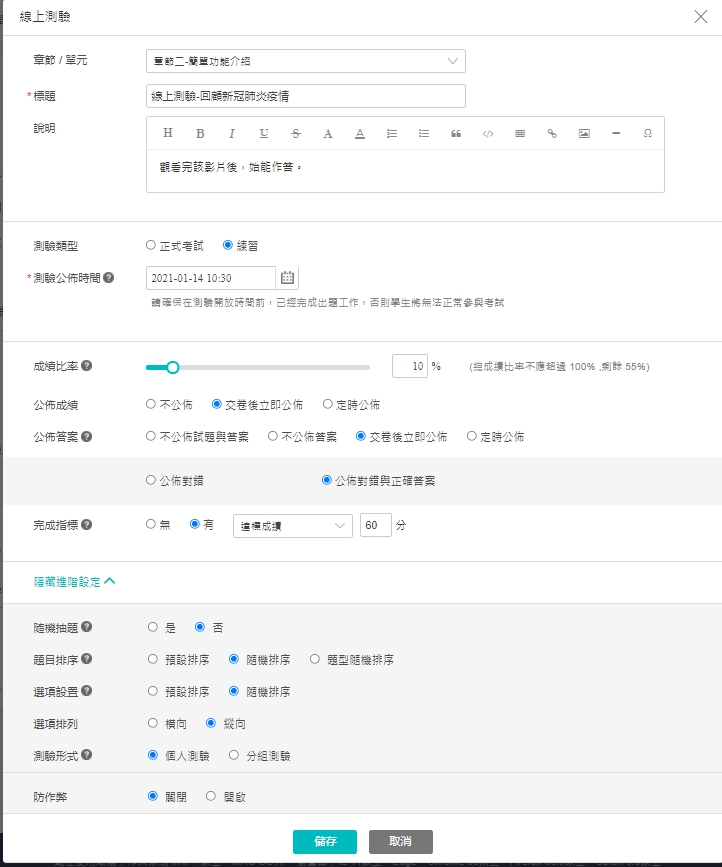 線上測驗
章節 / 單元 章節二-簡單功能介紹
*標題 線上測驗-回顧新冠肺炎疫情
說明 H B I U S A A Ω
觀看完該影片後，始能作答。
測驗類型 正式考試 練習
*測驗公佈時間 2021-01-14 10:30
請確保在測驗開放時間前，已經完成出題工作，否則學生將無法正常參與考試
成績比率 10 % (總成績比率不應超過 100% ,剩餘 55%)
公佈成績 不公佈 交卷後立即公佈 定時公佈
公佈答案 不公佈試題與答案 不公佈答案 交卷後立即公佈 定時公佈
公佈對錯 公佈對錯與正確答案
完成指標 無 有 達標成績 60 分
隱藏進階設定
隨機抽題 是 否
題目排序 預設排序 隨機排序 題型隨機排序
選項設置 預設排序 隨機排序
選項排列 橫向 縱向
測驗形式 個人測驗 分組測驗
防作弊 關閉 開啟
儲存 取消